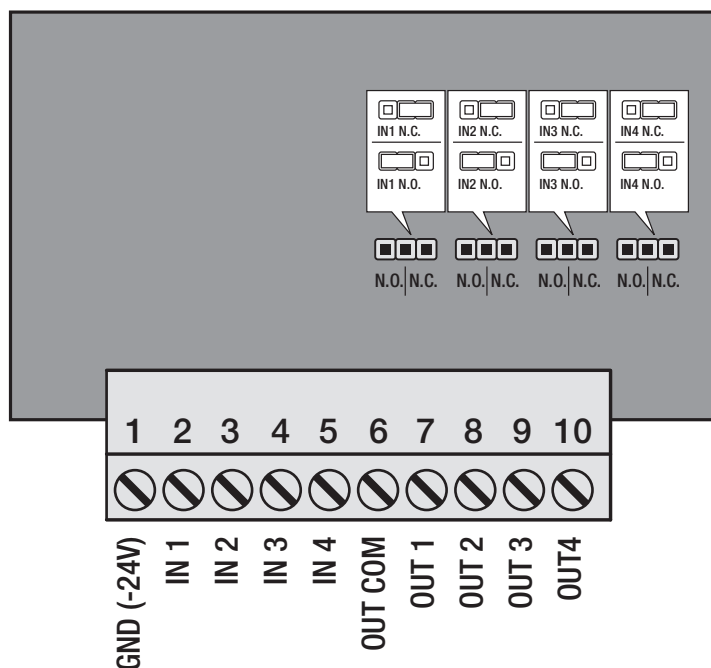 IN1 N.C. IN2 N.C. IN3 N.C. IN4 N.C.
IN1 N.O. IN2 N.O. IN3 N.O. IN4 N.O.
N.O. N.C. N.O. N.C. N.O. N.C. N.O. N.C.
1 2 3 4 5 6 7 8 9 10
GND (-24V)
IN 1
IN 2
IN 3
IN 4
OUT COM
OUT 1
OUT 2
OUT 3
OUT4